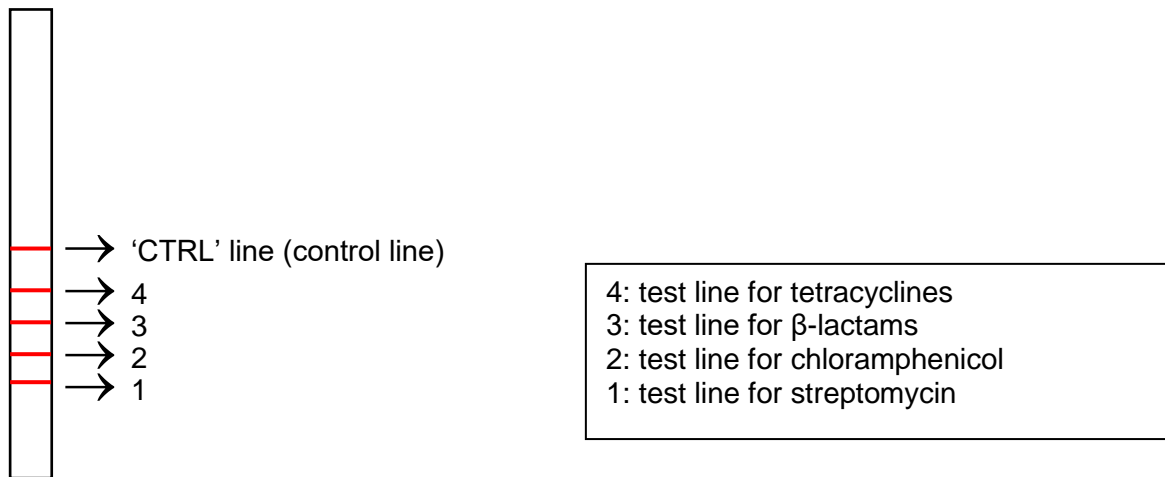 ‘CTRL’ line (control line)
4
3
2
1
4: test line for tetracyclines
3: test line for β-lactams
2: test line for chloramphenicol
1: test line for streptomycin